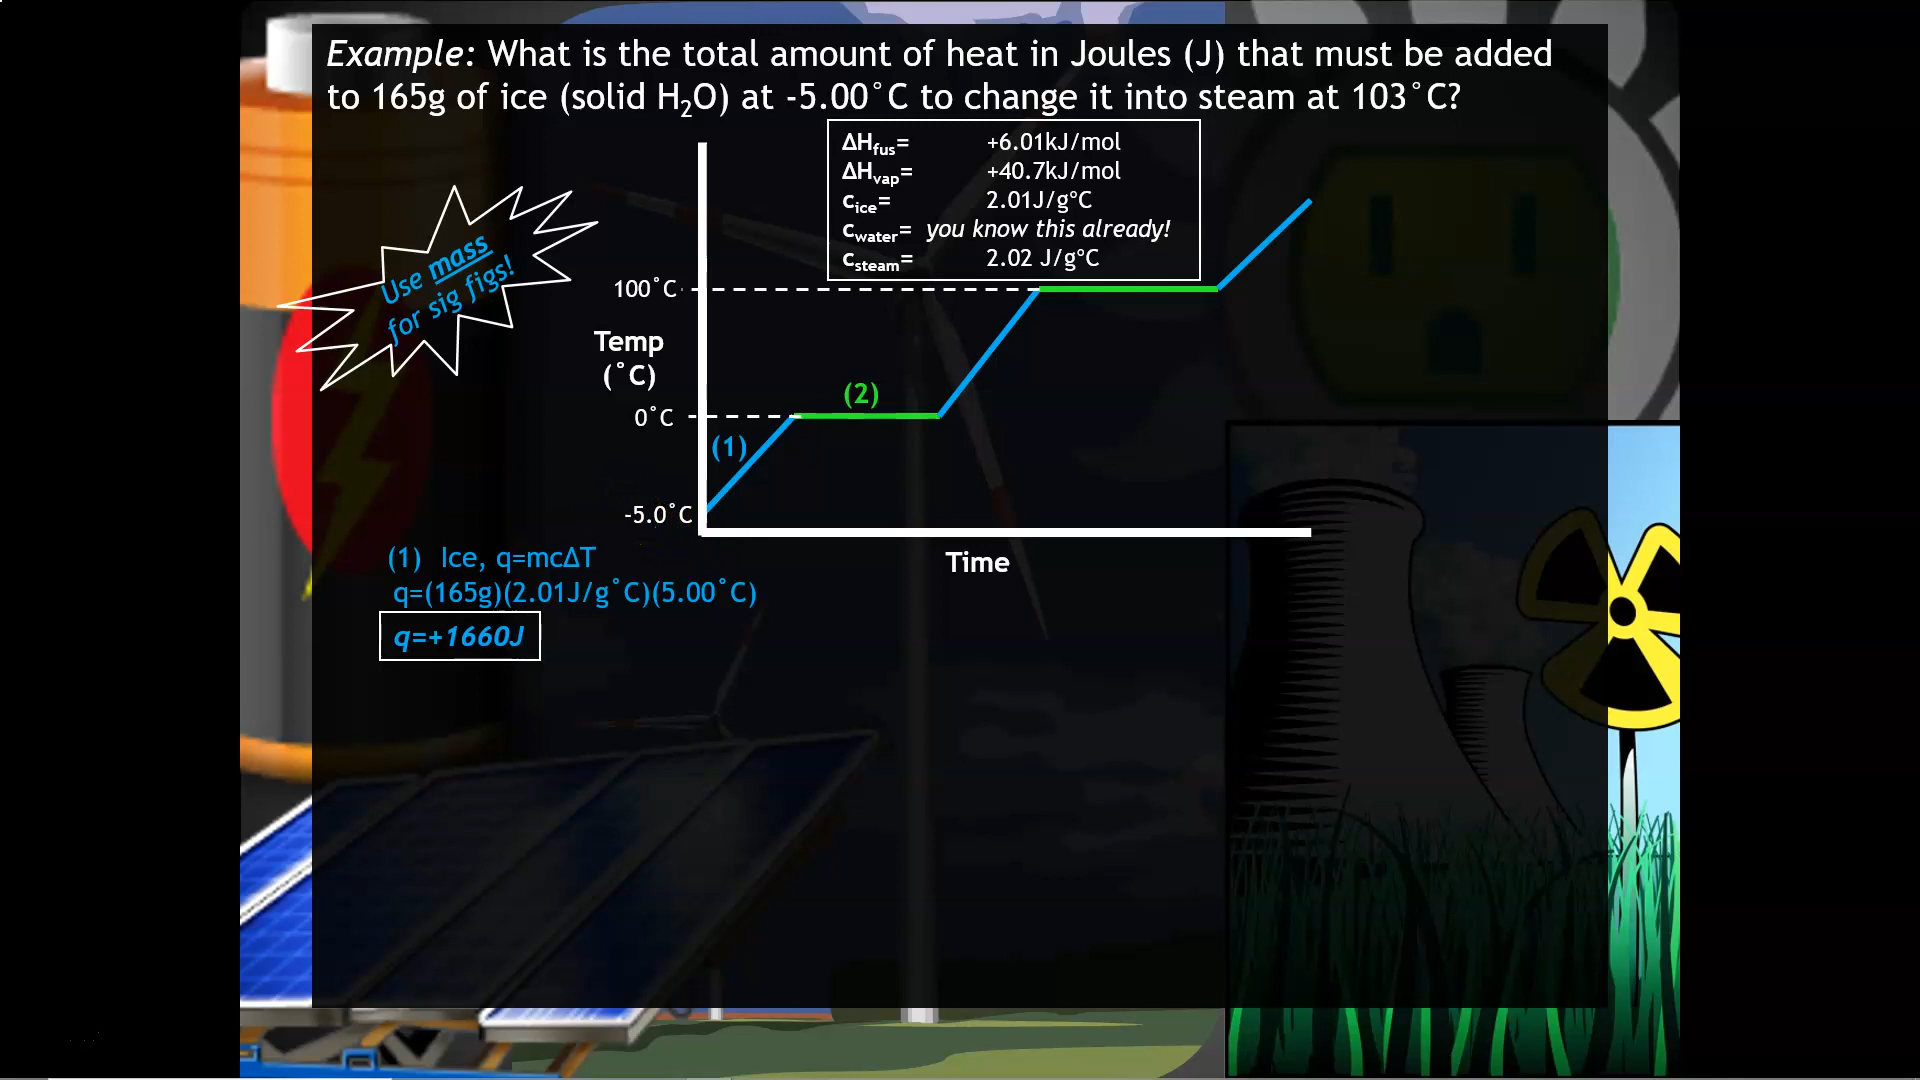 Example: What is the total amount of heat in Joules (J) that must be added
to 165g of ice (solid H₂O) at -5.00˚C to change it into steam at 103˚C?
ΔHfus= +6.01kJ/mol
ΔHvap= +40.7kJ/mol
cice= 2.01J/g°C
cwater= you know this already!
csteam= 2.02 J/g°C
Use mass
for sig figs!
100˚C
Temp
(˚C)
(2)
0˚C
(1)
-5.0˚C
Time
(1) Ice, q=mcΔT
q=(165g)(2.01J/g˚C)(5.00˚C)
q=+1660J